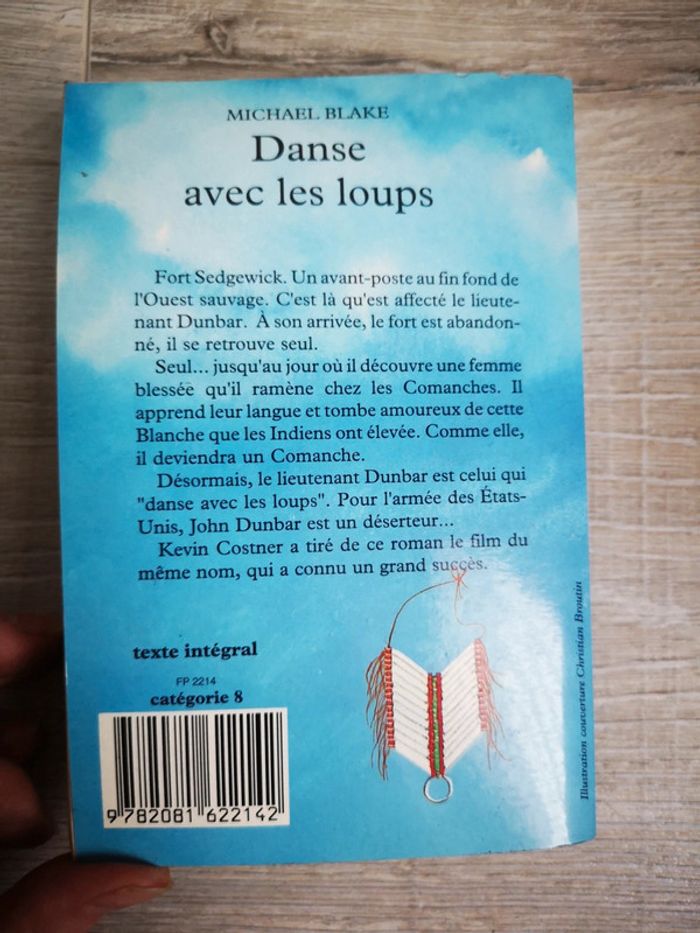 MICHAEL BLAKE
Danse
avec les loups
Fort Sedgewick. Un avant-poste au fin fond de
l'Ouest sauvage. C'est là qu'est affecté le lieute-
nant Dunbar. À son arrivée, le fort est abandon-
né, il se retrouve seul.
Seul... jusqu'au jour où il découvre une femme
blessée qu'il ramène chez les Comanches. Il
apprend leur langue et tombe amoureux de cette
Blanche que les Indiens ont élevée. Comme elle,
il deviendra un Comanche.
Désormais, le lieutenant Dunbar est celui qui
"danse avec les loups". Pour l'armée des États-
Unis, John Dunbar est un déserteur...
Kevin Costner a tiré de ce roman le film du
même nom, qui a connu un grand succès.
texte intégral
FP 2214
catégorie 8
9 782081 622142
Illustration couverture Christian Broutin